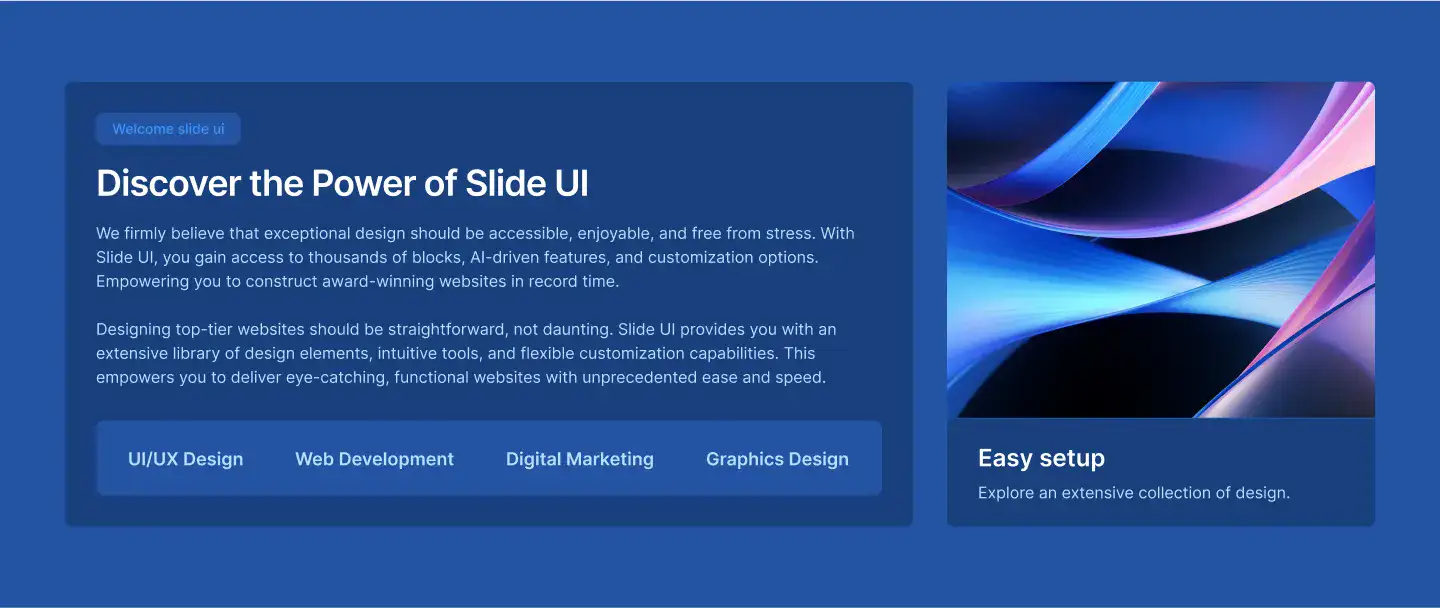 Welcome slide ui
Discover the Power of Slide UI
We firmly believe that exceptional design should be accessible, enjoyable, and free from stress. With
Slide UI, you gain access to thousands of blocks, AI-driven features, and customization options.
Empowering you to construct award-winning websites in record time.
Designing top-tier websites should be straightforward, not daunting. Slide UI provides you with an
extensive library of design elements, intuitive tools, and flexible customization capabilities. This
empowers you to deliver eye-catching, functional websites with unprecedented ease and speed.
UI/UX Design Web Development Digital Marketing Graphics Design
Easy setup
Explore an extensive collection of design.